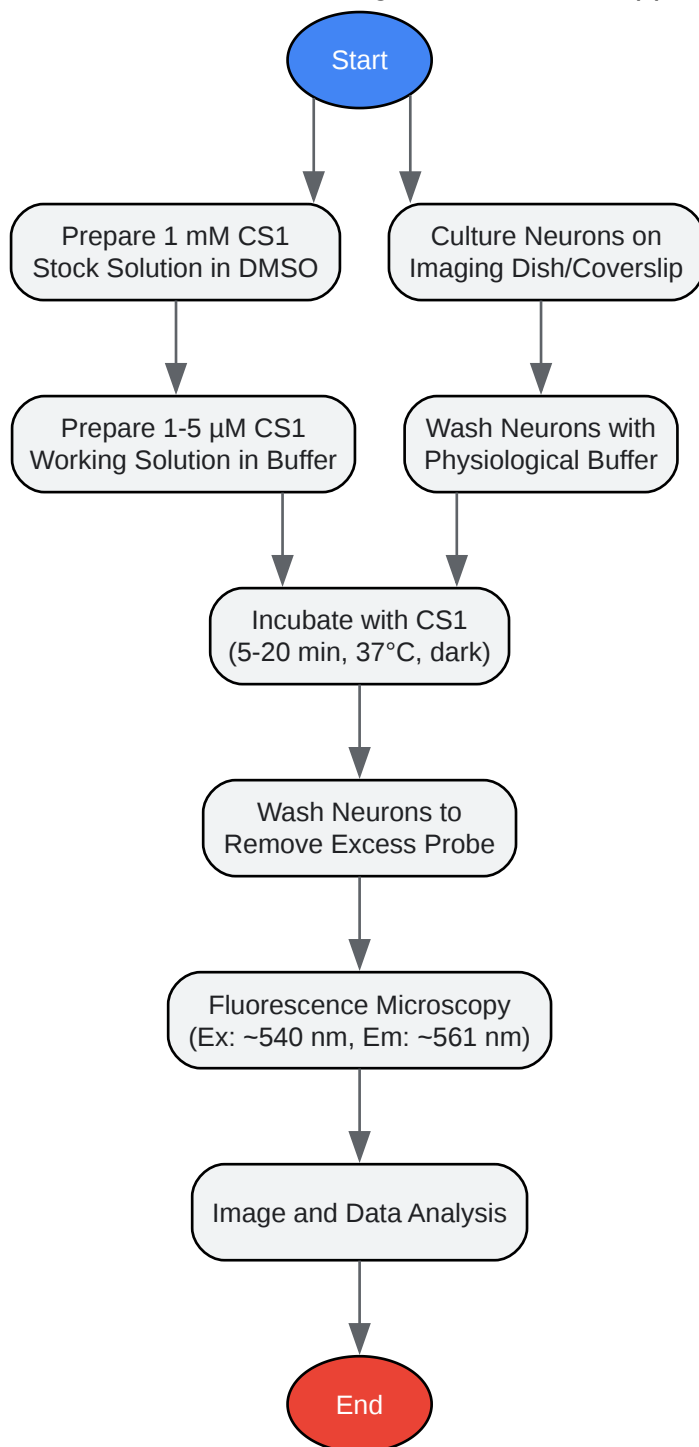 Start
Prepare 1 mM CS1
Stock Solution in DMSO
Culture Neurons on
Imaging Dish/Coverslip
Prepare 1-5 µM CS1
Working Solution in Buffer
Wash Neurons with
Physiological Buffer
Incubate with CS1
(5-20 min, 37°C, dark)
Wash Neurons to
Remove Excess Probe
Fluorescence Microscopy
(Ex: ~540 nm, Em: ~561 nm)
Image and Data Analysis
End